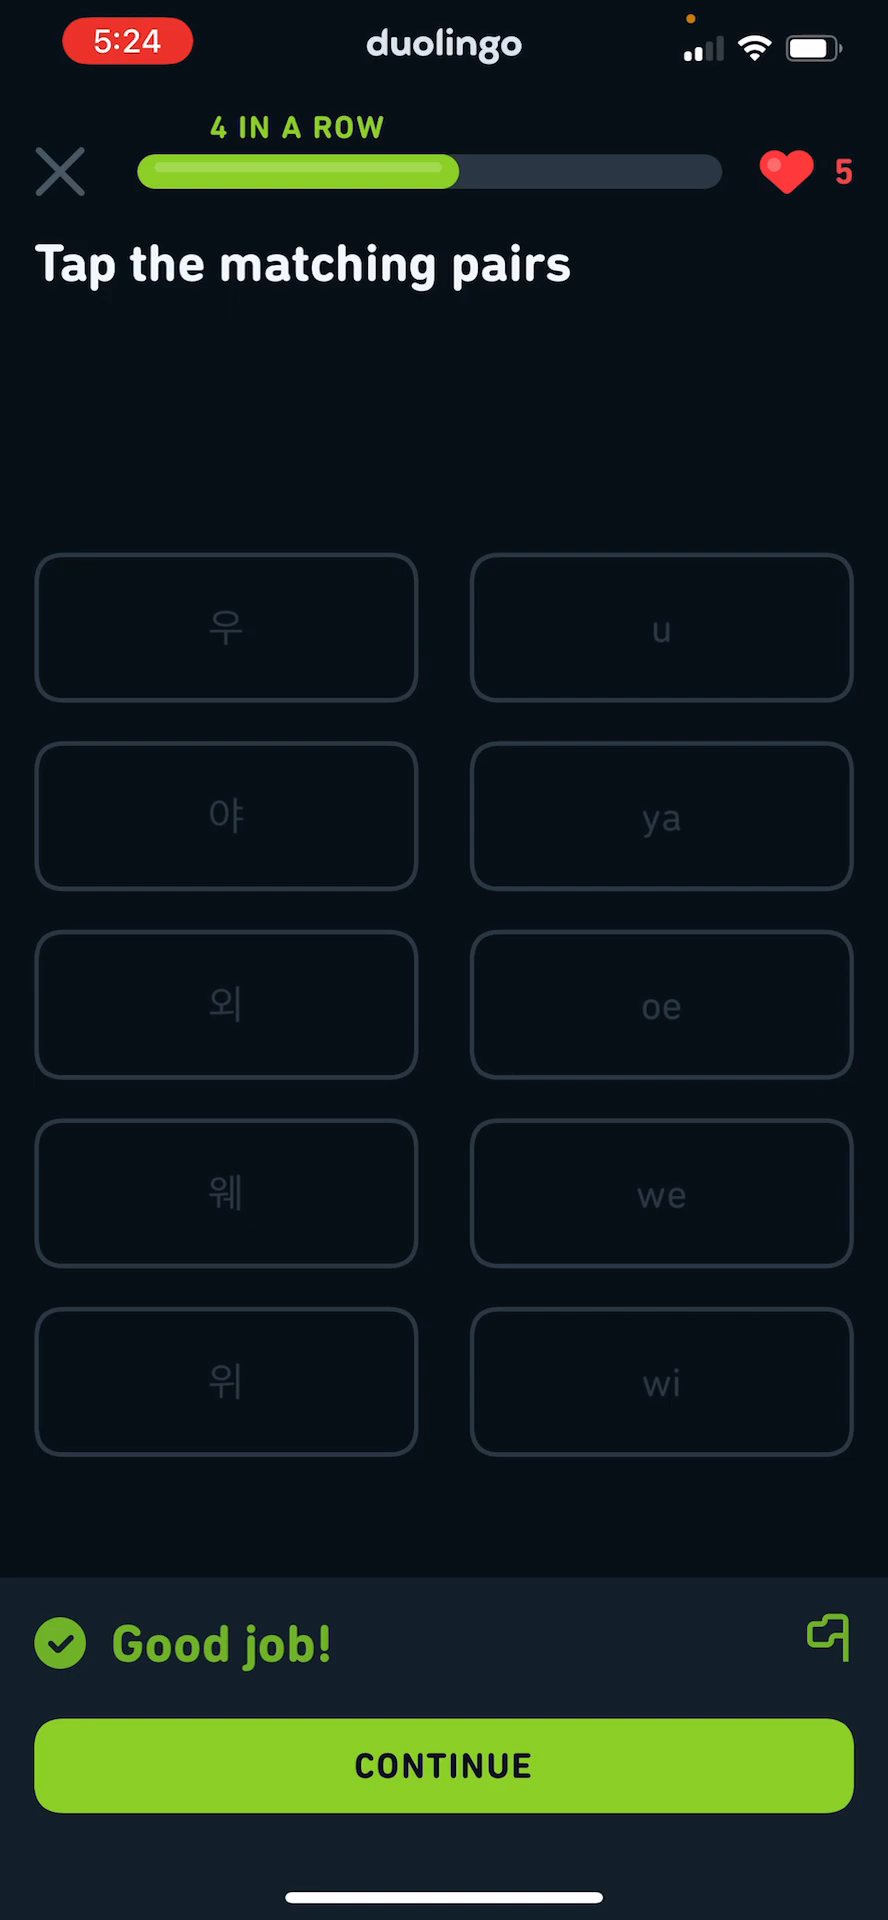 5:24
duolingo
4 IN A ROW
5
Tap the matching pairs
우 u
야 ya
외 oe
웨 we
위 wi
Good job!
CONTINUE